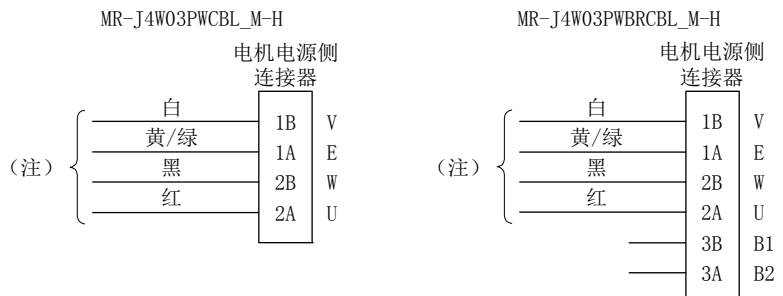 MR-J4W03PWCBL_M-H
电机电源侧
连接器
白 1B V
黄/绿 1A E
(注)
黑 2B W
红 2A U
MR-J4W03PWBRCBL_M-H
电机电源侧
连接器
白 1B V
黄/绿 1A E
(注)
黑 2B W
红 2A U
3B B1
3A B2